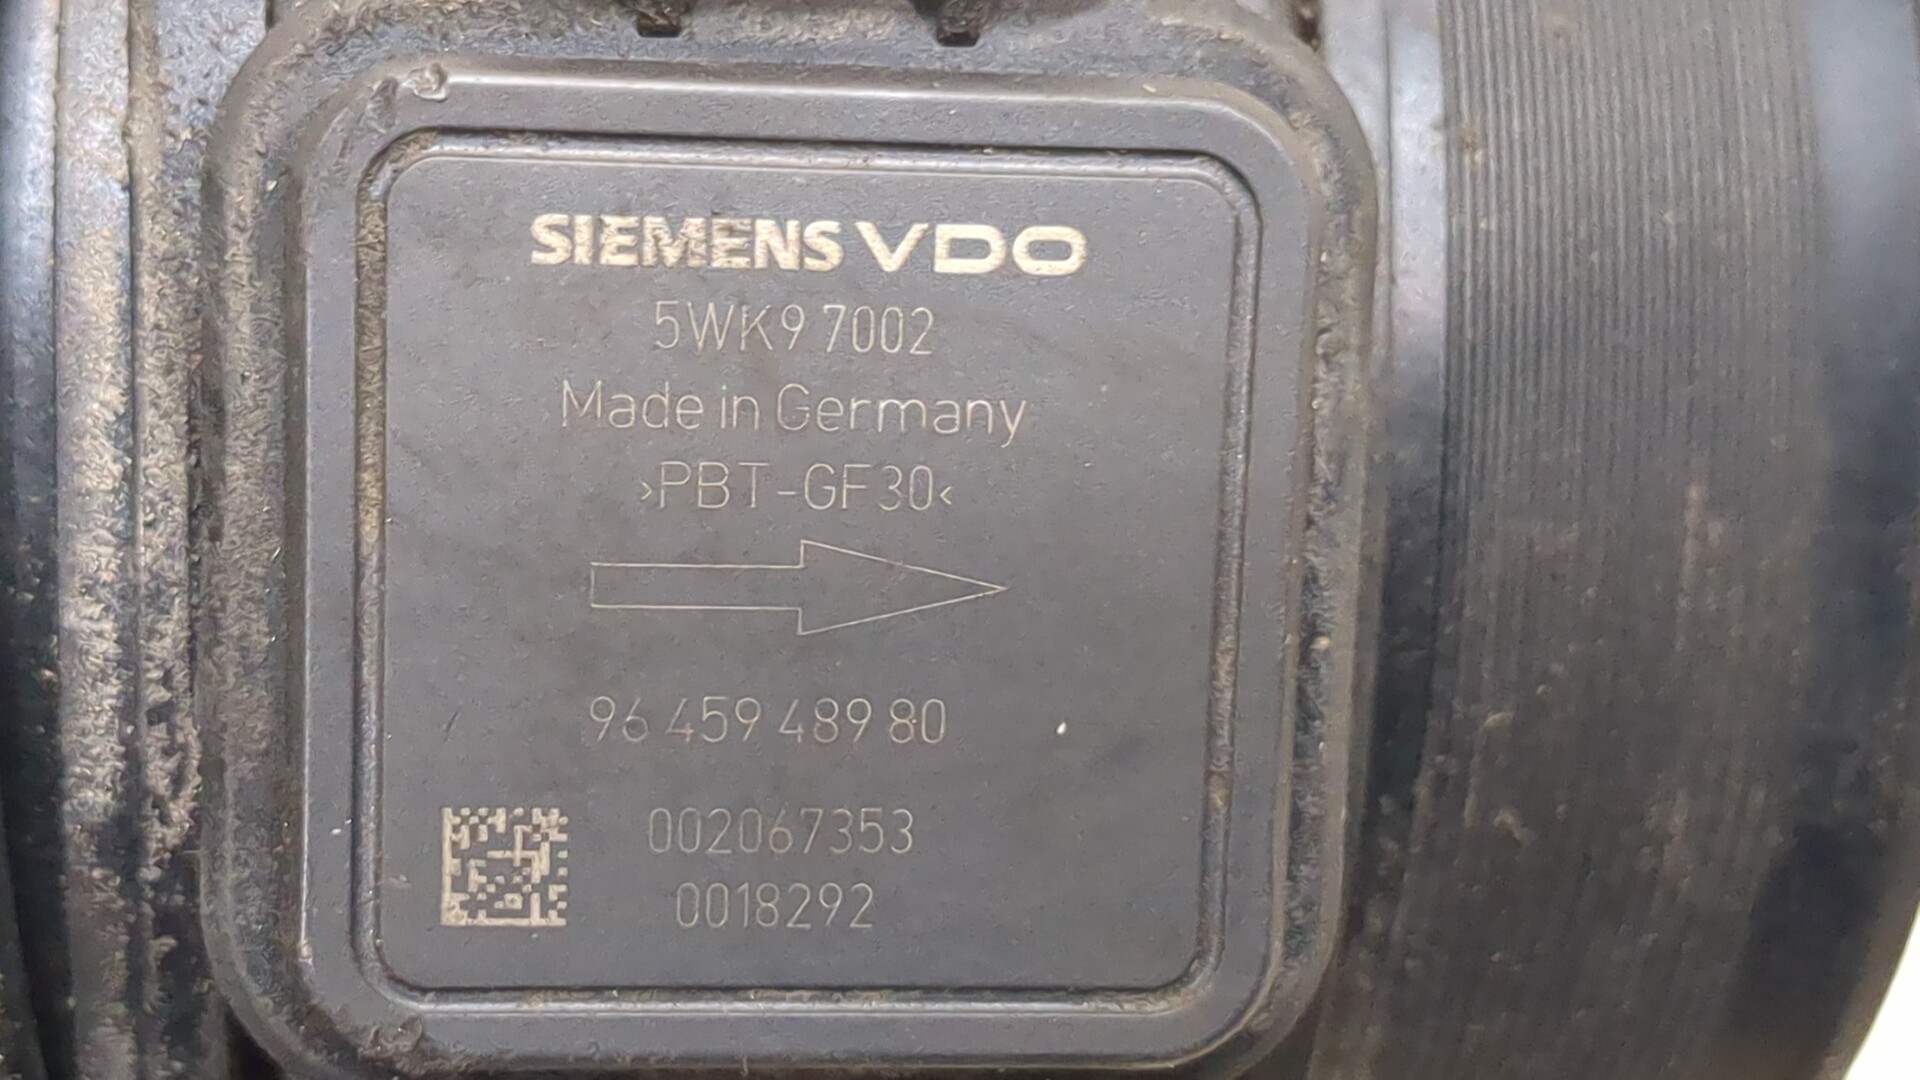 SIEMENS VDO
5WK9 7002
Made in Germany
>PBT-GF30<
96 459 489 80
002067353
0018292